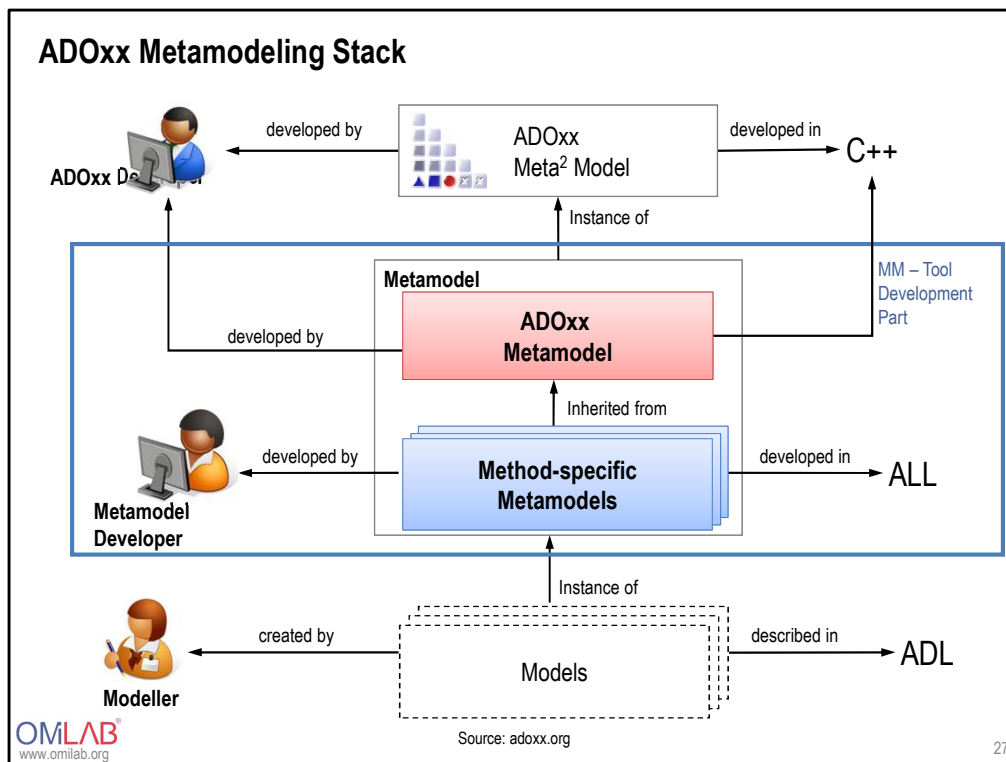 ADOxx Metamodeling Stack
developed by
ADOxx
Meta² Model
developed in
C++
ADOxx Developer
Instance of
MM – Tool
Development
Part
Metamodel
ADOxx
Metamodel
developed by
Inherited from
developed by
Method-specific
Metamodels
developed in
ALL
Metamodel
Developer
Instance of
created by
Models
described in
ADL
Modeller
OMiLAB®
www.omilab.org
Source: adoxx.org
27